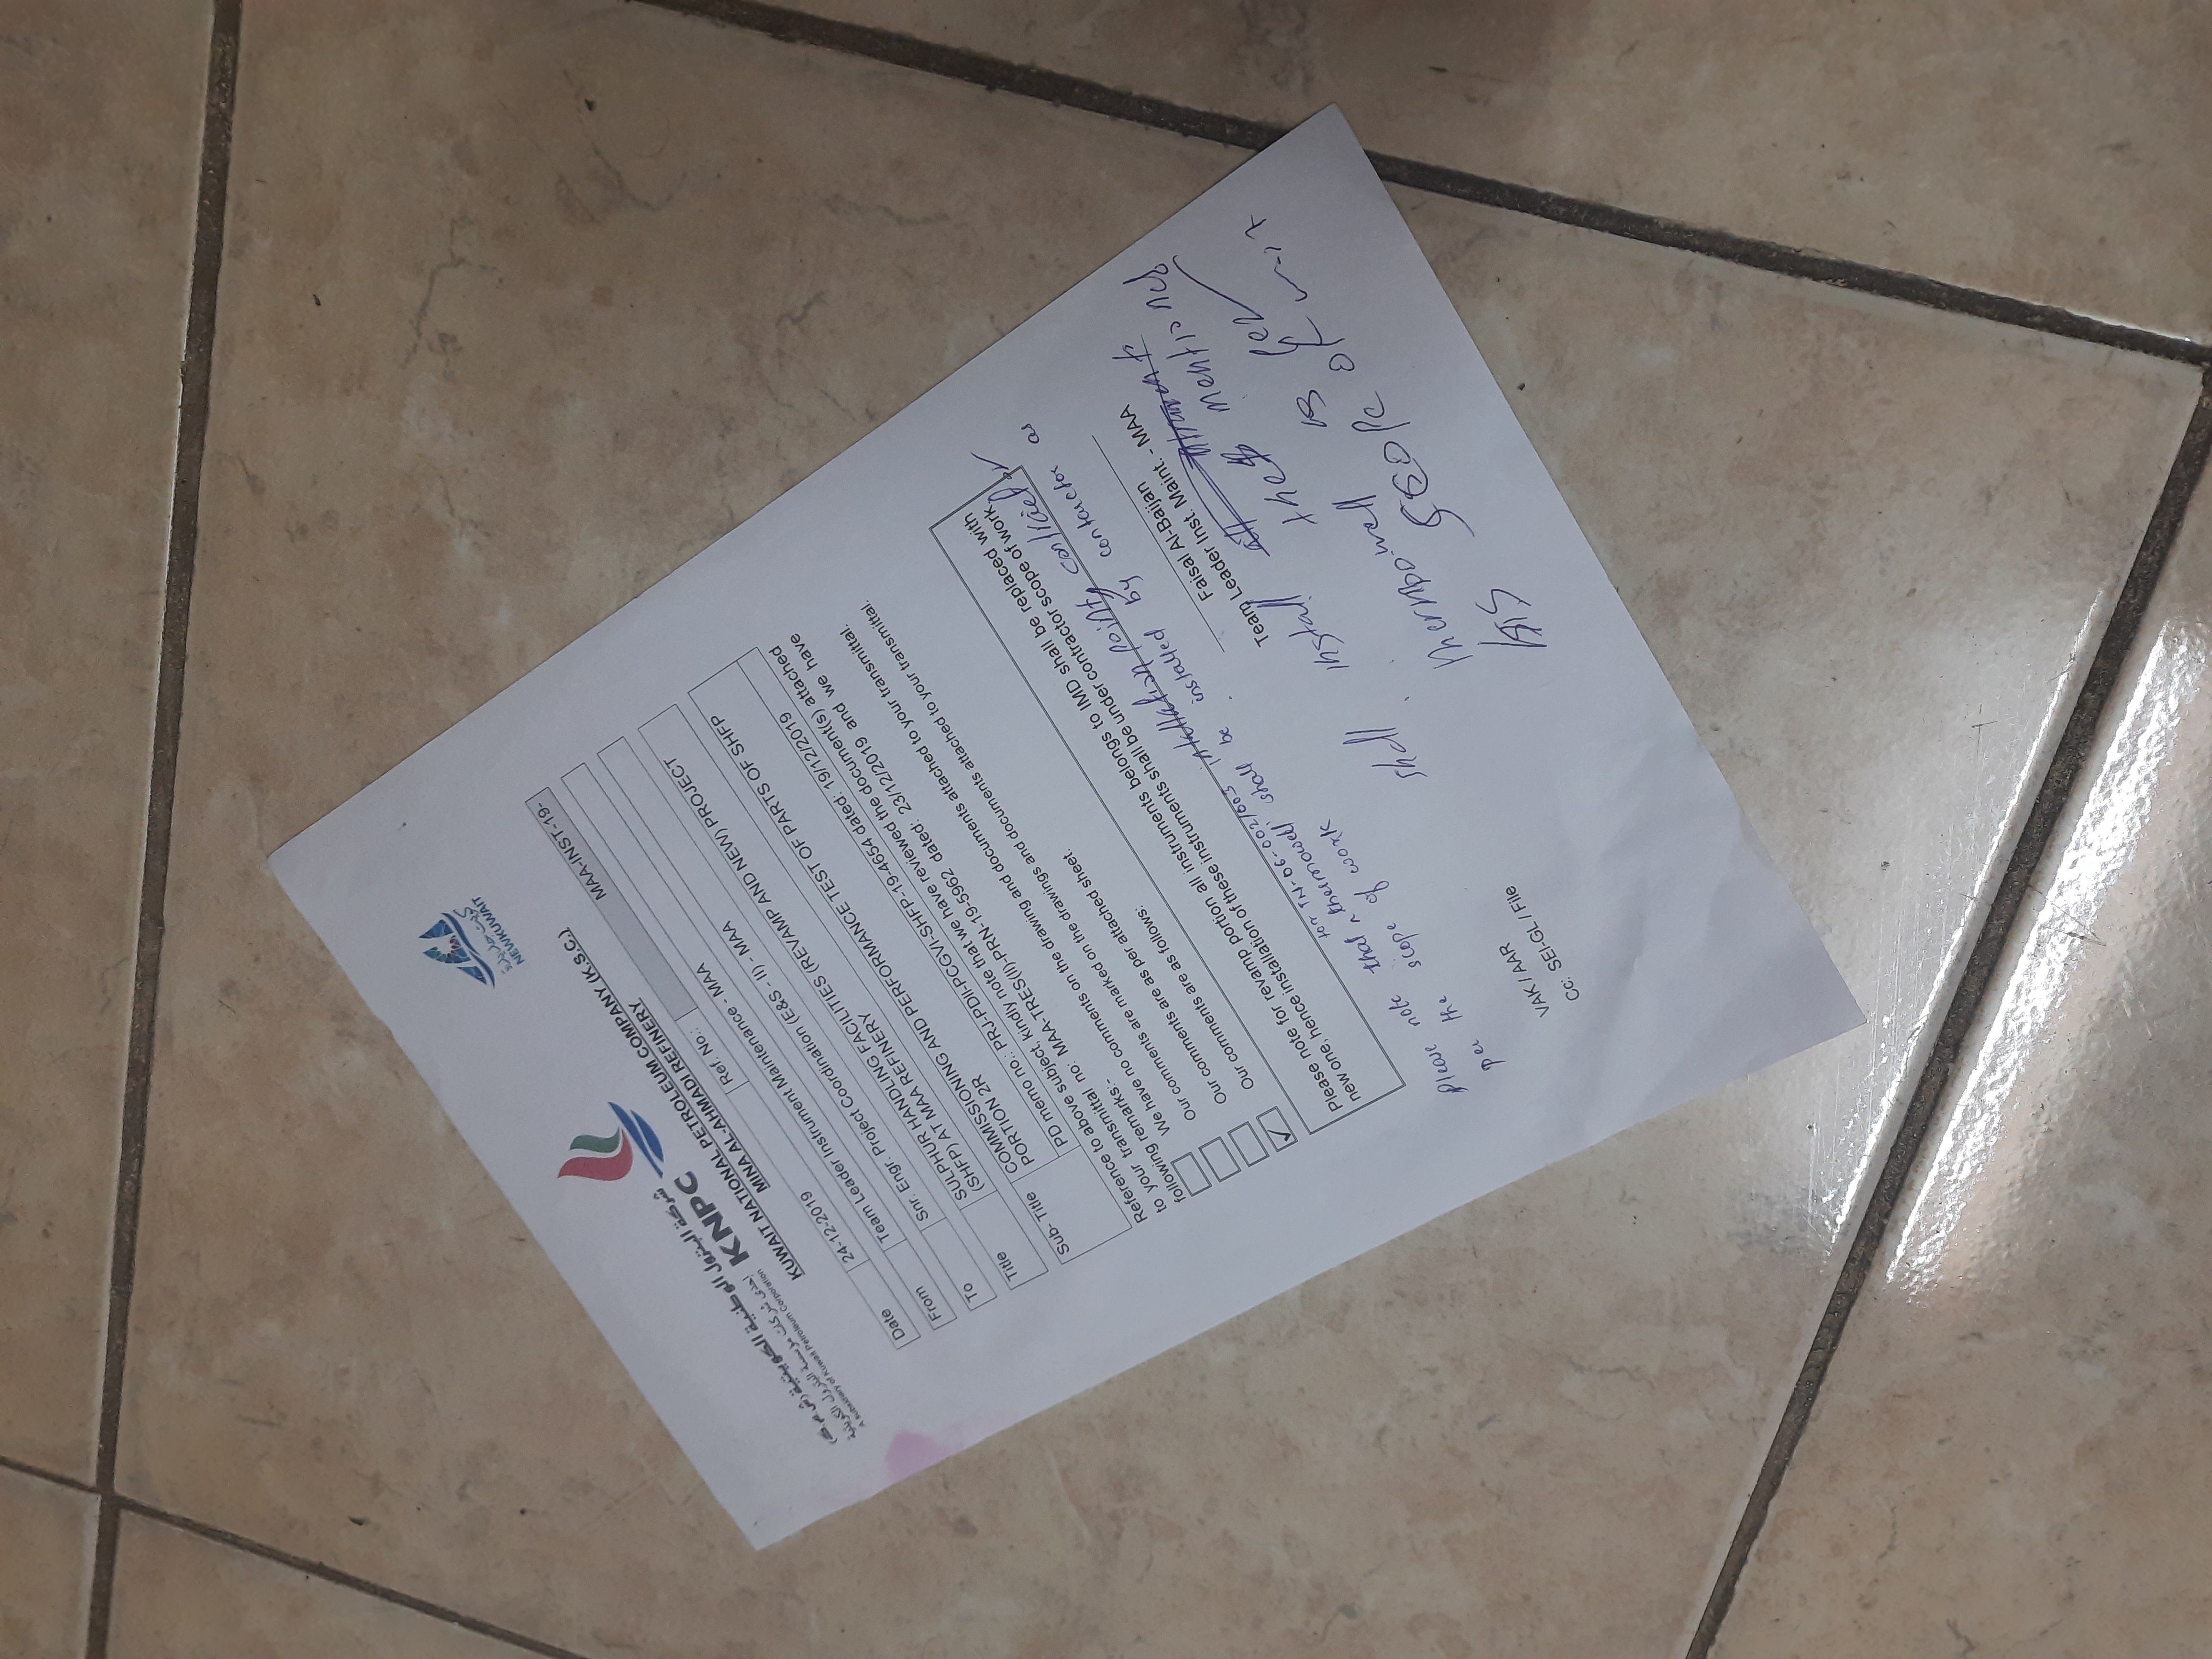 كويت جديدة
NEWKUWAIT
شركة البترول الوطنية الكويتية (ش.م.ك)
إحدى شركات مؤسسة البترول الكويتية
KNPC
A subsidiary of Kuwait Petroleum Corporation
KUWAIT NATIONAL PETROLEUM COMPANY (K.S.C.)
MINA AL-AHMADI REFINERY
Date 24-12-2019 Ref. No.: MAA-INST-19-
From Team Leader Instrument Maintenance - MAA
To Snr. Engr. Project Coordination (E&S - II) - MAA
Title SULPHUR HANDLING FACILITIES (REVAMP AND NEW) PROJECT
(SHFP) AT MAA REFINERY
Sub- Title COMMISSIONING AND PERFORMANCE TEST OF PARTS OF SHFP
PORTION 2R
PD memo no.: PRJ-PDII-PCGVI-SHFP-19-4654 dated: 19/12/2019
Reference to above subject, kindly note that we have reviewed the document(s) attached
to your transmittal no: MAA-TRES(II)-PRN-19-5962 dated: 23/12/2019 and we have
following remarks:-
We have no comments on the drawing and documents attached to your transmittal.
Our comments are marked on the drawings and documents attached to your transmittal.
Our comments are as per attached sheet.
✓ Our comments are as follows:
Please note for revamp portion all instruments belongs to IMD shall be replaced with
new one, hence installation of these instruments shall be under contractor scope of work.
for TN-06-002/003 installation points contractor
Please note that thermowell shall be installed by contractor as
per the scope of work
Faisal Al-Baijan
Team Leader Inst. Maint. - MAA
shall install
mentioned
thermowell as per
scope of
VAK / AAR
Cc: SEI-GL / File